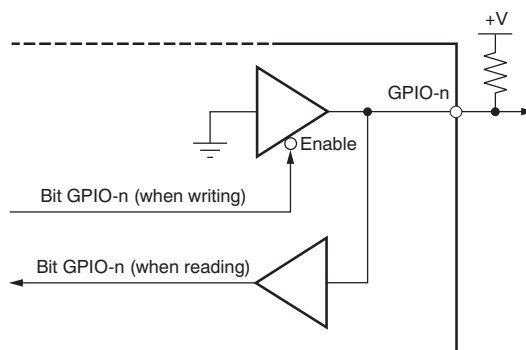 +V
GPIO-n
Enable
Bit GPIO-n (when writing)
Bit GPIO-n (when reading)